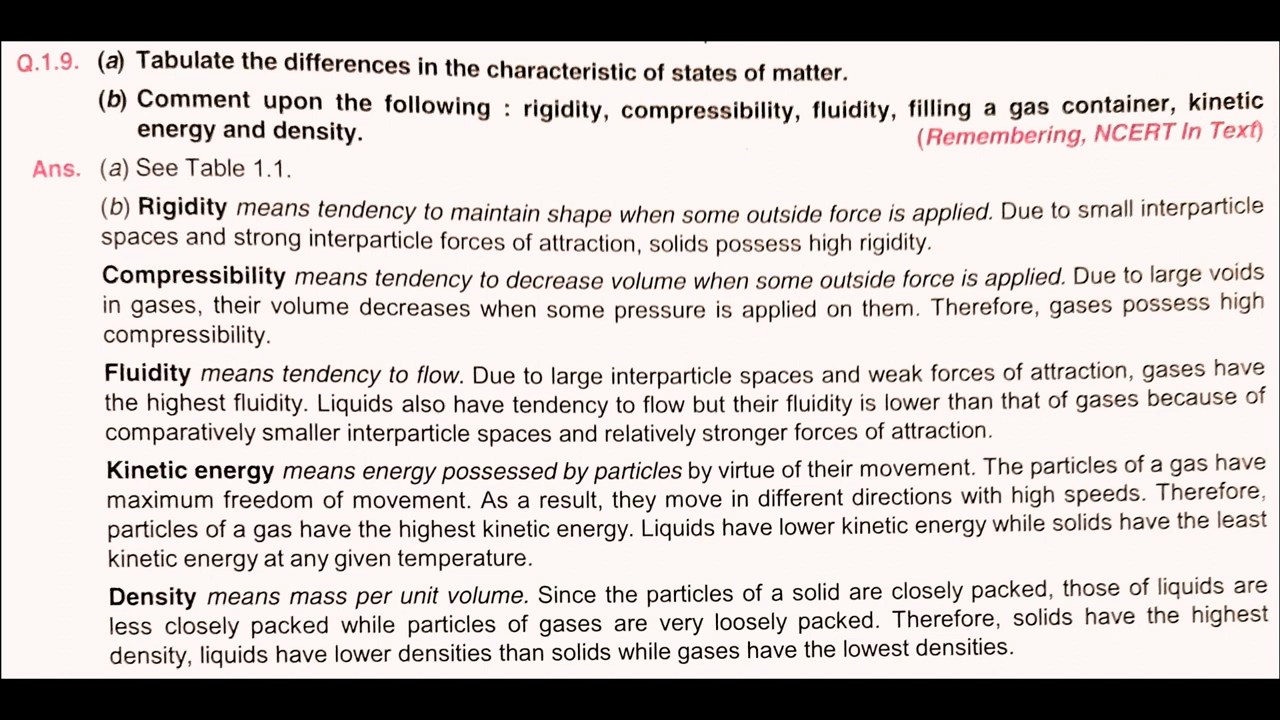 Q.1.9. (a) Tabulate the differences in the characteristic of states of matter.
(b) Comment upon the following : rigidity, compressibility, fluidity, filling a gas container, kinetic
energy and density. (Remembering, NCERT In Text)
Ans. (a) See Table 1.1.
(b) Rigidity means tendency to maintain shape when some outside force is applied. Due to small interparticle
spaces and strong interparticle forces of attraction, solids possess high rigidity.
Compressibility means tendency to decrease volume when some outside force is applied. Due to large voids
in gases, their volume decreases when some pressure is applied on them. Therefore, gases possess high
compressibility.
Fluidity means tendency to flow. Due to large interparticle spaces and weak forces of attraction, gases have
the highest fluidity. Liquids also have tendency to flow but their fluidity is lower than that of gases because of
comparatively smaller interparticle spaces and relatively stronger forces of attraction.
Kinetic energy means energy possessed by particles by virtue of their movement. The particles of a gas have
maximum freedom of movement. As a result, they move in different directions with high speeds. Therefore,
particles of a gas have the highest kinetic energy. Liquids have lower kinetic energy while solids have the least
kinetic energy at any given temperature.
Density means mass per unit volume. Since the particles of a solid are closely packed, those of liquids are
less closely packed while particles of gases are very loosely packed. Therefore, solids have the highest
density, liquids have lower densities than solids while gases have the lowest densities.